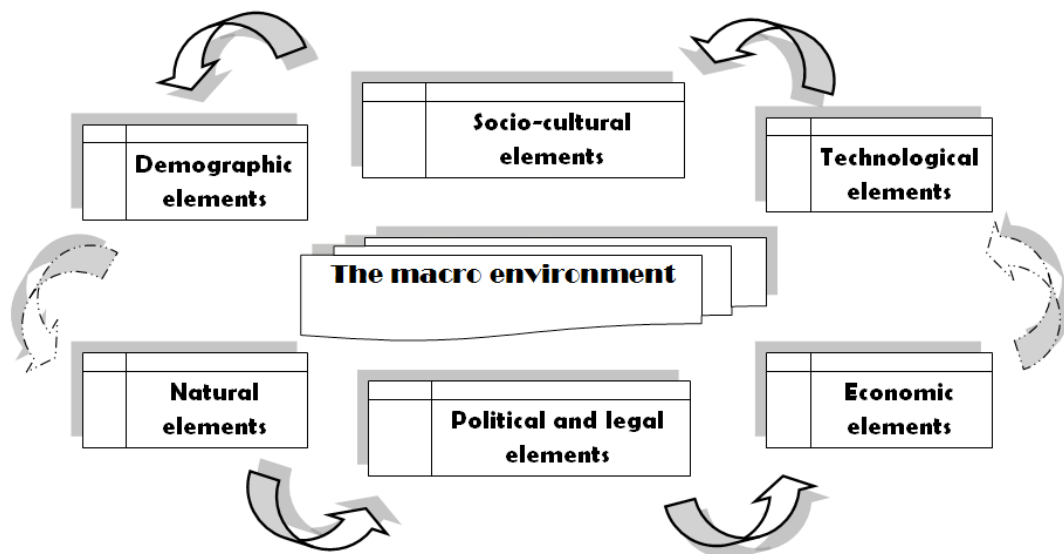 Socio-cultural
elements
Demographic
elements
Technological
elements
The macro environment
Natural
elements
Political and legal
elements
Economic
elements